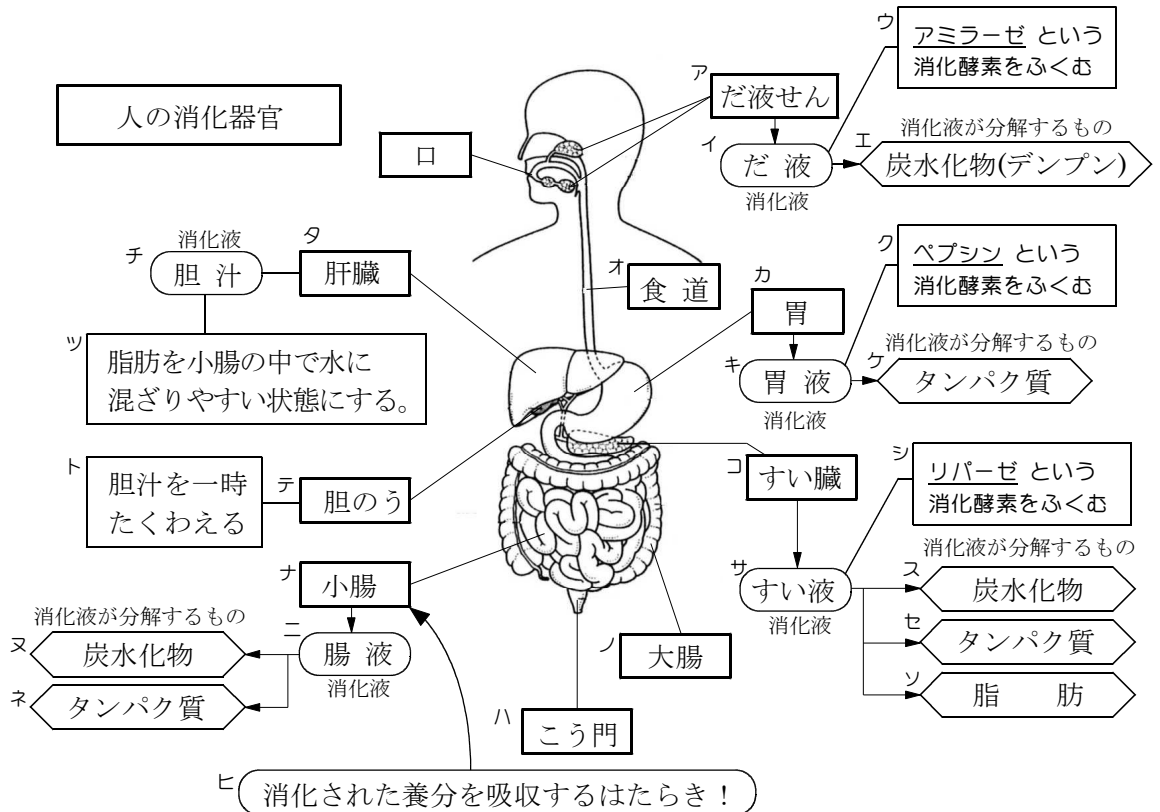 人の消化器官
口
ア
だ液せん
イ
だ 液
消化液
ウ
アミラーゼ という
消化酵素をふくむ
消化液が分解するもの
エ
炭水化物(デンプン)
オ
食 道
カ
胃
キ
胃 液
消化液
ク
ペプシン という
消化酵素をふくむ
消化液が分解するもの
ケ
タンパク質
コ
すい臓
サ
すい液
消化液
シ
リパーゼ という
消化酵素をふくむ
消化液が分解するもの
ス
炭水化物
セ
タンパク質
ソ
脂 肪
タ
肝臓
消化液
チ
胆 汁
ツ
脂肪を小腸の中で水に
混ざりやすい状態にする。
テ
胆のう
ト
胆汁を一時
たくわえる
ナ
小腸
ニ
腸 液
消化液
消化液が分解するもの
ヌ
炭水化物
ネ
タンパク質
ノ
大腸
ハ
こう門
ヒ
消化された養分を吸収するはたらき！